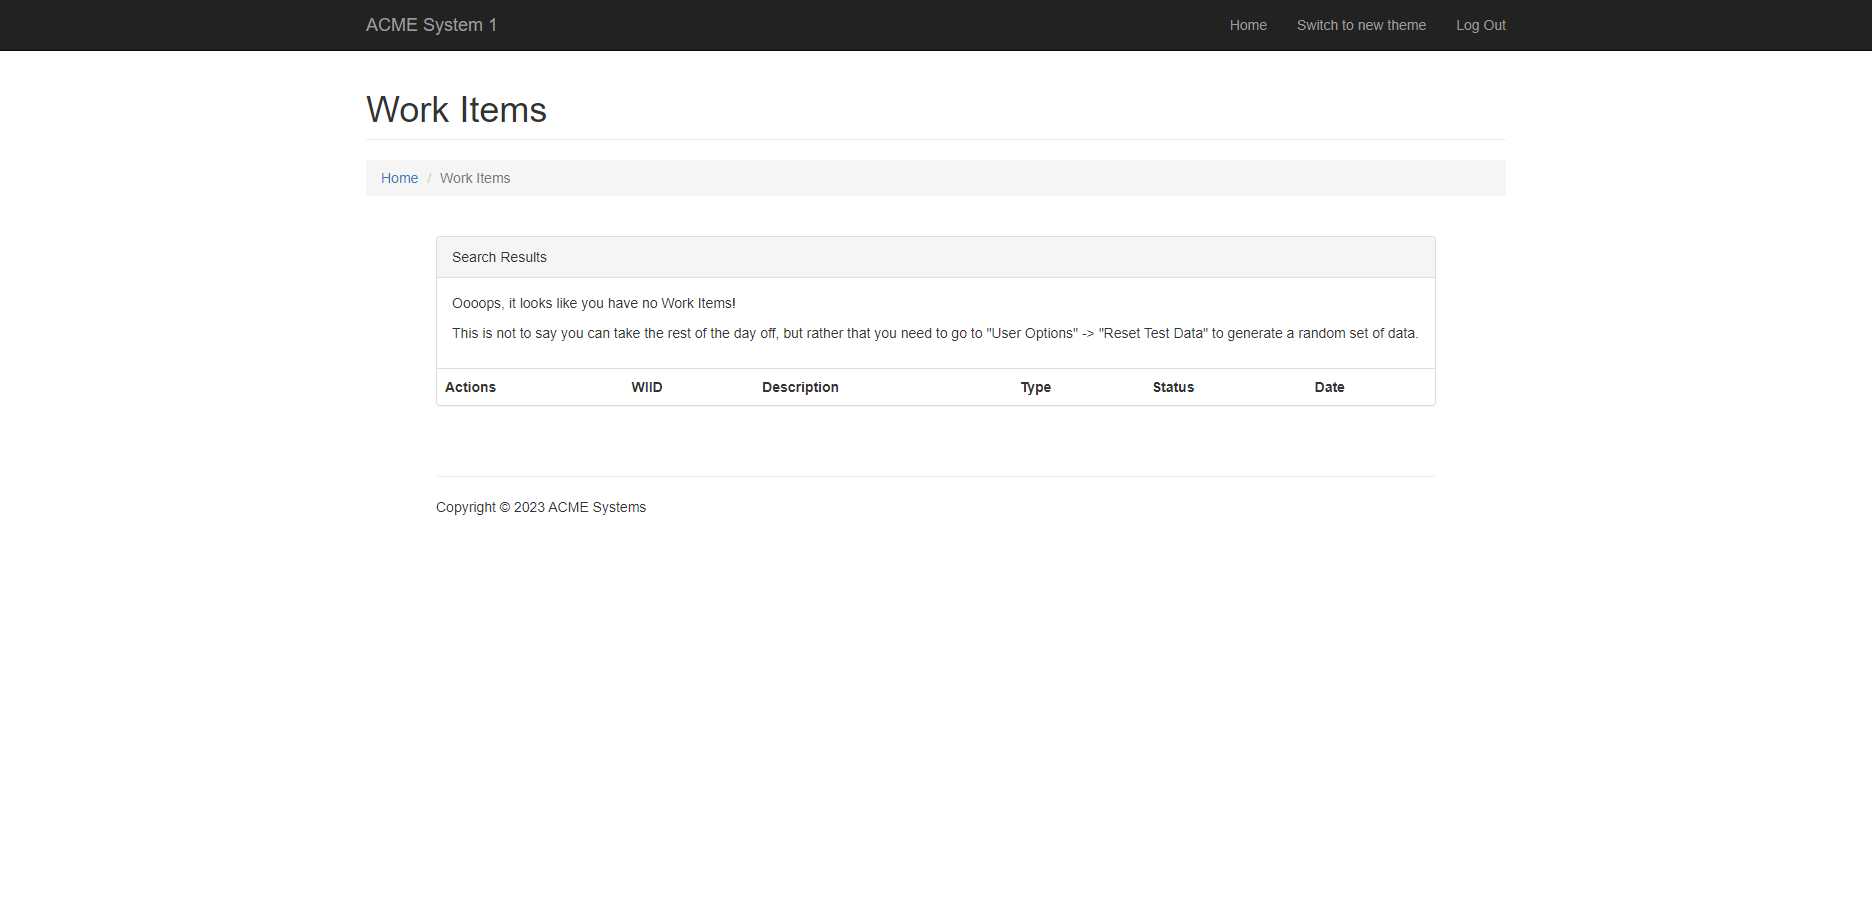 ACME System 1 Home Switch to new theme Log Out
Work Items
Home / Work Items
Search Results
Oooops, it looks like you have no Work Items!
This is not to say you can take the rest of the day off, but rather that you need to go to "User Options" -> "Reset Test Data" to generate a random set of data.
Actions WIID Description Type Status Date
Copyright © 2023 ACME Systems